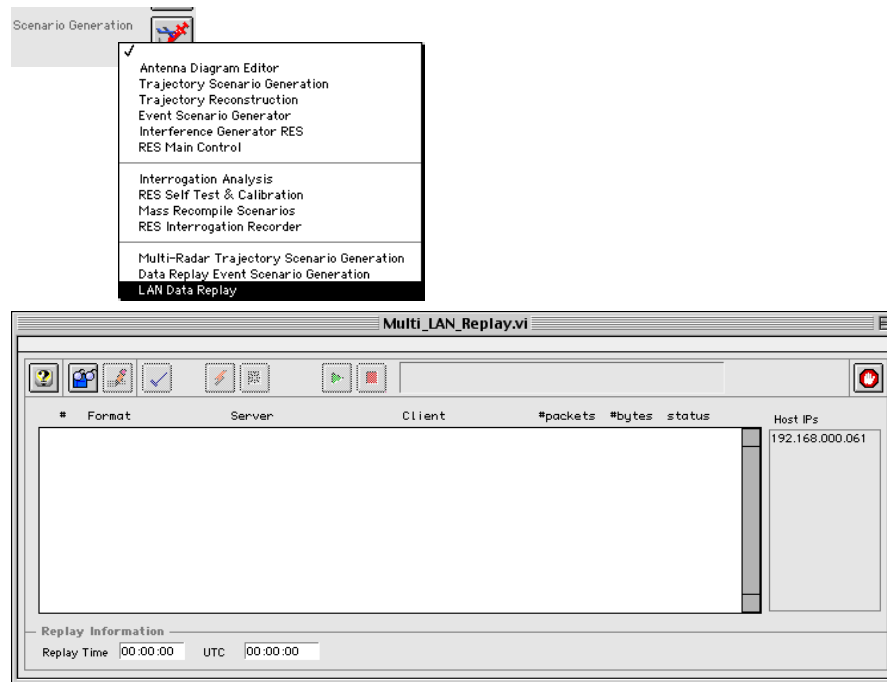 Scenario Generation
✓
Antenna Diagram Editor
Trajectory Scenario Generation
Trajectory Reconstruction
Event Scenario Generator
Interference Generator RES
RES Main Control
Interrogation Analysis
RES Self Test & Calibration
Mass Recompile Scenarios
RES Interrogation Recorder
Multi-Radar Trajectory Scenario Generation
Data Replay Event Scenario Generation
LAN Data Replay
Multi_LAN_Replay.vi
?
# Format Server Client #packets #bytes status Host IPs
192.168.000.061
Replay Information
Replay Time 00:00:00 UTC 00:00:00